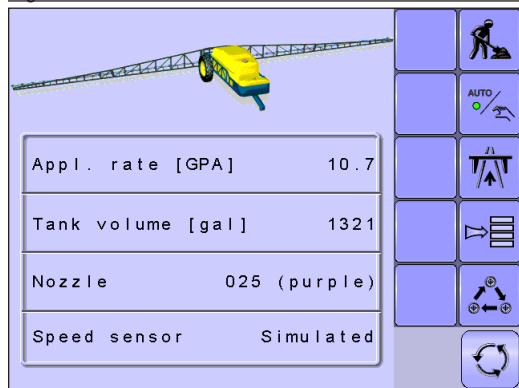 AUTO
Appl. rate [GPA] 10.7
Tank volume [gal] 1321
Nozzle 025 (purple)
Speed sensor Simulated